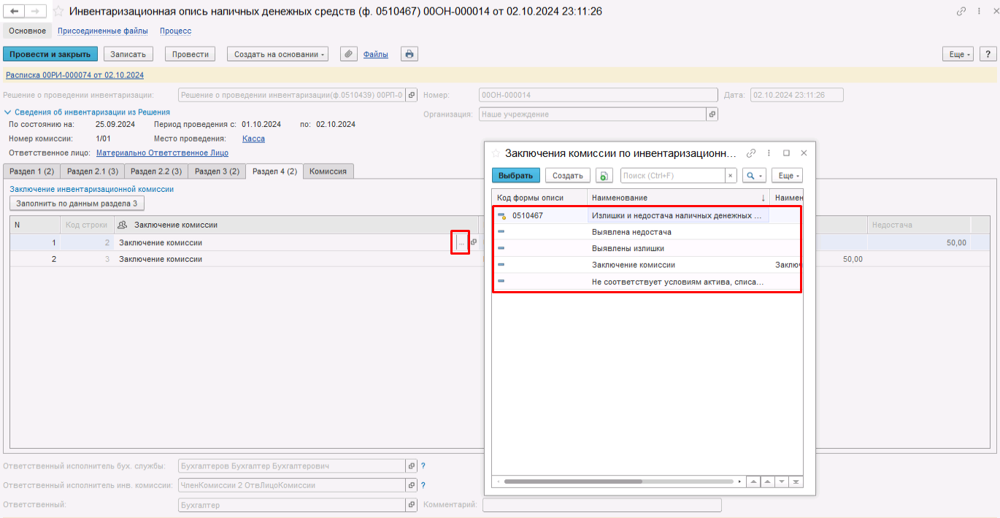 Инвентаризационная опись наличных денежных средств (ф. 0510467) 00ОН-000014 от 02.10.2024 23:11:26
Основное Присоединенные файлы Процесс
Провести и закрыть Записать Провести Создать на основании Файлы Еще ?
Расписка 00РИ-000074 от 02.10.2024
Решение о проведении инвентаризации: Решение о проведении инвентаризации(ф.0510439) 00РП-0 Номер: 00ОН-000014 Дата: 02.10.2024 23:11:26
Сведения об инвентаризации из Решения Организация: Наше учреждение
По состоянию на: 25.09.2024 Период проведения с: 01.10.2024 по: 02.10.2024
Номер комиссии: 1/01 Место проведения: Касса
Ответственное лицо: Материально Ответственное Лицо
Раздел 1 (2) Раздел 2.1 (3) Раздел 2.2 (3) Раздел 3 (2) Раздел 4 (2) Комиссия
Заключение инвентаризационной комиссии
Заполнить по данным раздела 3
N Код строки Заключение комиссии Недостача
1 2 Заключение комиссии ... 50,00
2 3 Заключение комиссии 50,00
Заключения комиссии по инвентаризационн...
Выбрать Создать Поиск (Ctrl+F) × Еще
Код формы описи Наименование ↓ Наимен
0510467 Излишки и недостача наличных денежных ...
Выявлена недостача
Выявлены излишки
Заключение комиссии Заключ
Не соответствует условиям актива, списа...
Ответственный исполнитель бух. службы: Бухгалтеров Бухгалтер Бухгалтерович ?
Ответственный исполнитель инв. комиссии: ЧленКомиссии 2 ОтвЛицоКомиссии ?
Ответственный: Бухгалтер Комментарий: